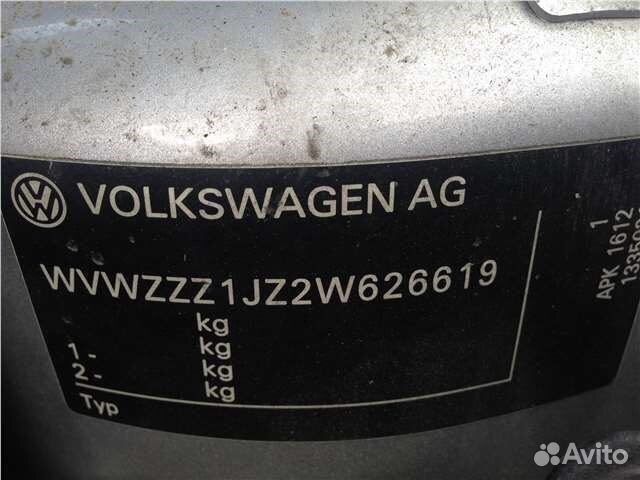 VOLKSWAGEN AG
WVWZZZ1JZ2W626619
kg
1- kg
2- kg
kg
Typ
1
APK 1612
Avito